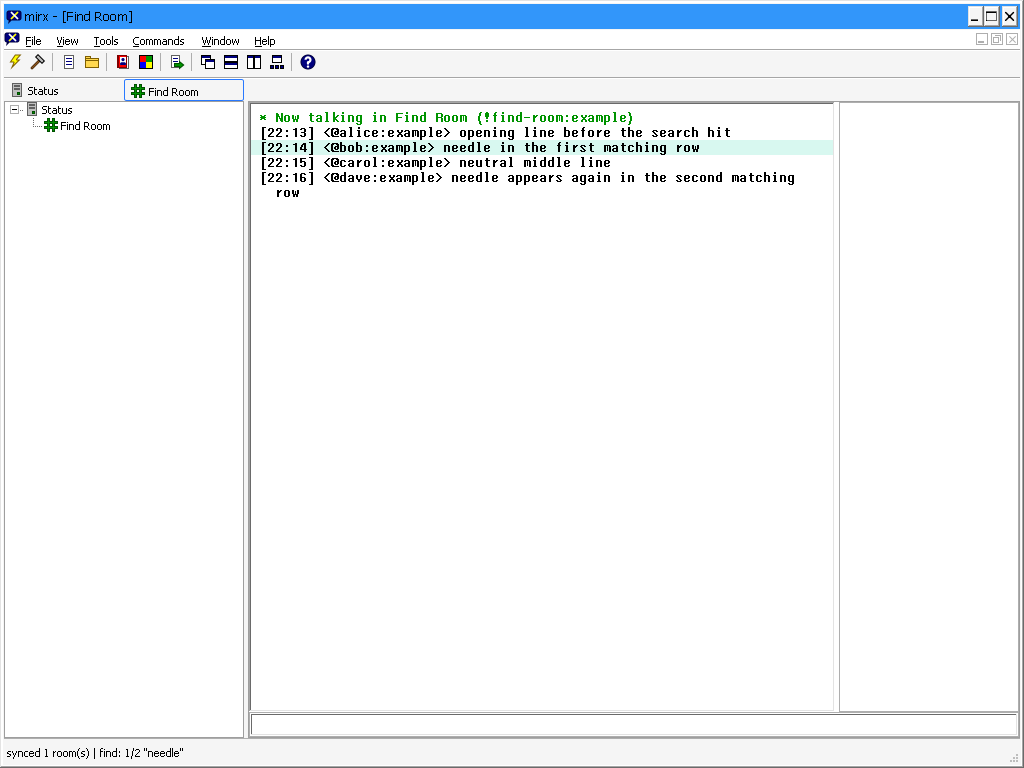 mirx - [Find Room]
File View Tools Commands Window Help
Status Find Room
Status
Find Room
* Now talking in Find Room (!find-room:example)
[22:13] <@alice:example> opening line before the search hit
[22:14] <@bob:example> needle in the first matching row
[22:15] <@carol:example> neutral middle line
[22:16] <@dave:example> needle appears again in the second matching
row
synced 1 room(s) | find: 1/2 "needle"